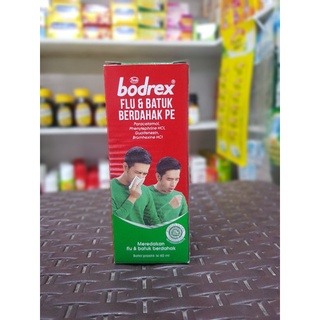 bodrex®
FLU & BATUK
BERDAHAK PE
Paracetamol,
Phenylephrine HCl,
Guaifenesin,
Bromhexine HCl
Meredakan
flu & batuk berdahak